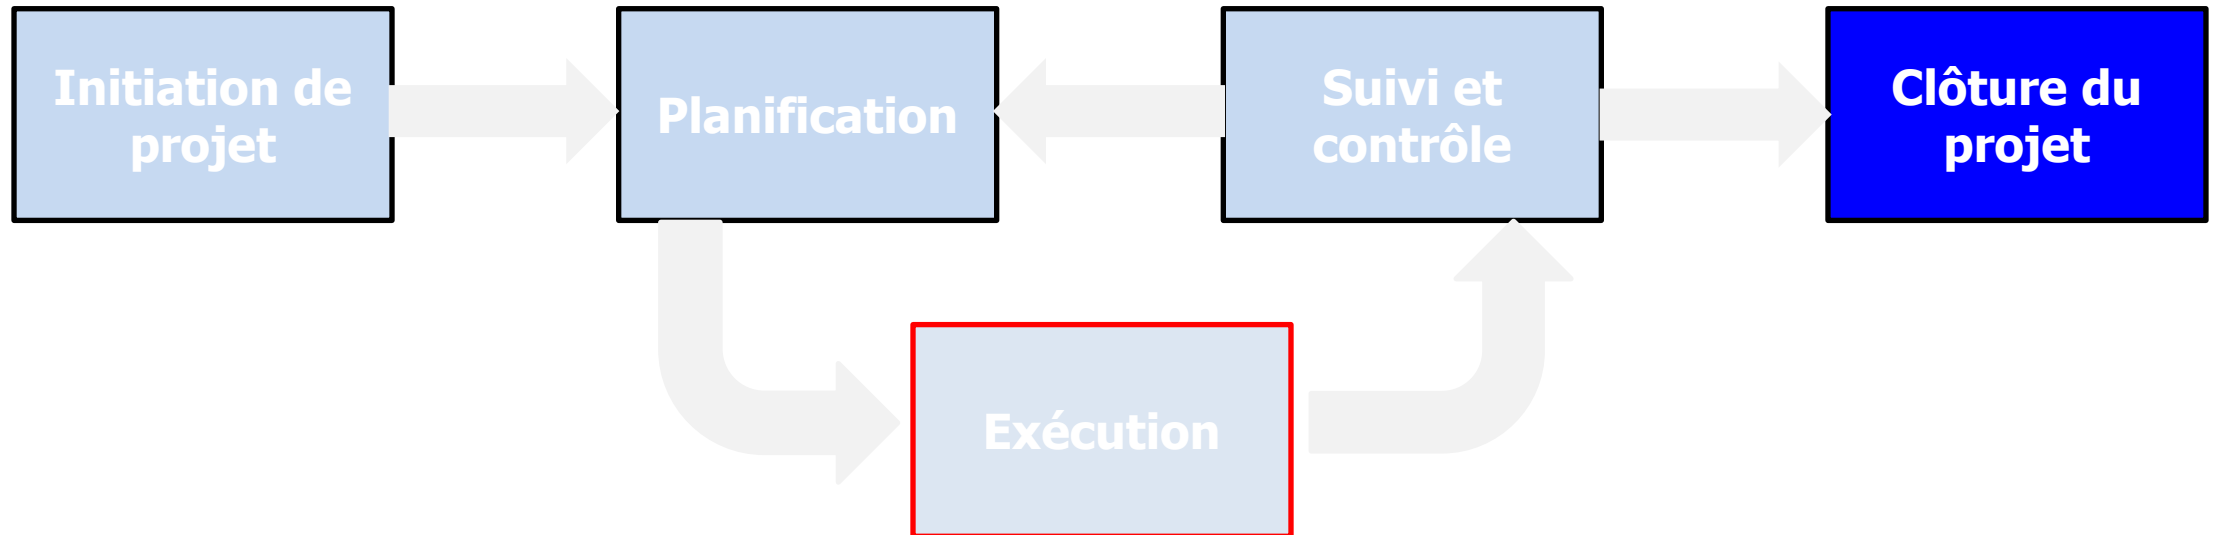 Initiation de
projet
Planification
Suivi et
contrôle
Clôture du
projet
Exécution